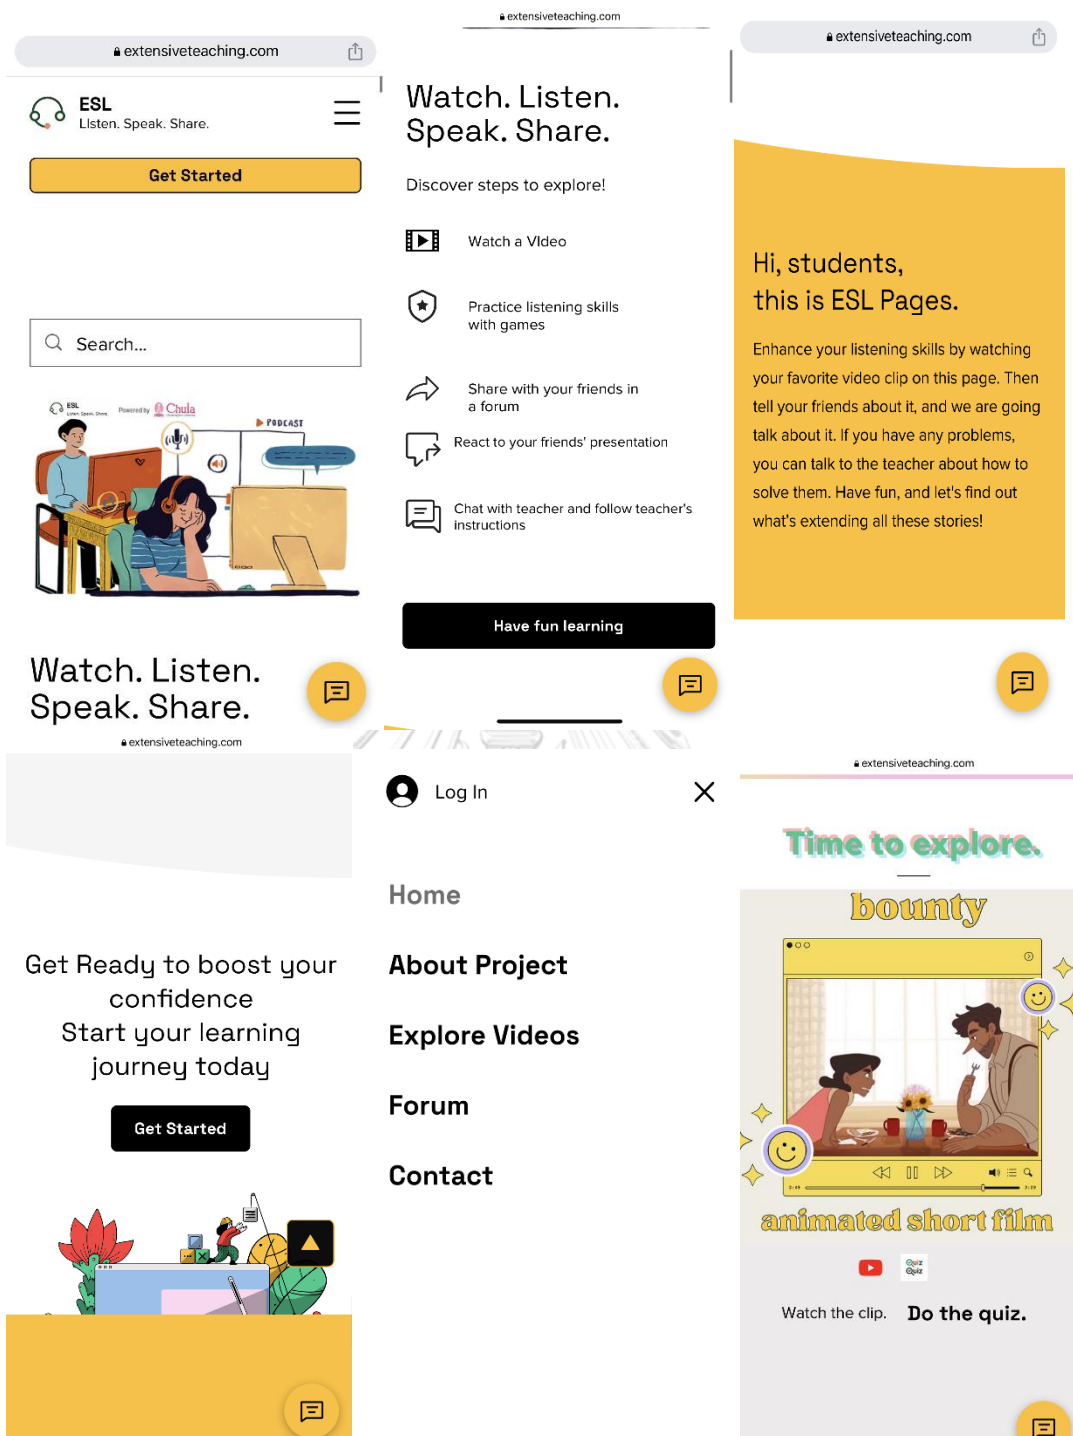 extensiveteaching.com
ESL
LIsten. Speak. Share.
Get Started
Search...
ESL
Listen. Speak. Share.
Powered by
Chula
PODCAST
Watch. Listen.
Speak. Share.
extensiveteaching.com
Watch. Listen.
Speak. Share.
Discover steps to explore!
Watch a VIdeo
Practice listening skills
with games
Share with your friends in
a forum
React to your friends' presentation
Chat with teacher and follow teacher's
instructions
Have fun learning
extensiveteaching.com
Hi, students,
this is ESL Pages.
Enhance your listening skills by watching
your favorite video clip on this page. Then
tell your friends about it, and we are going
talk about it. If you have any problems,
you can talk to the teacher about how to
solve them. Have fun, and let's find out
what's extending all these stories!
extensiveteaching.com
Get Ready to boost your
confidence
Start your learning
journey today
Get Started
Log In
Home
About Project
Explore Videos
Forum
Contact
extensiveteaching.com
Time to explore.
bounty
animated short film
Quiz
Quiz
Watch the clip.
Do the quiz.